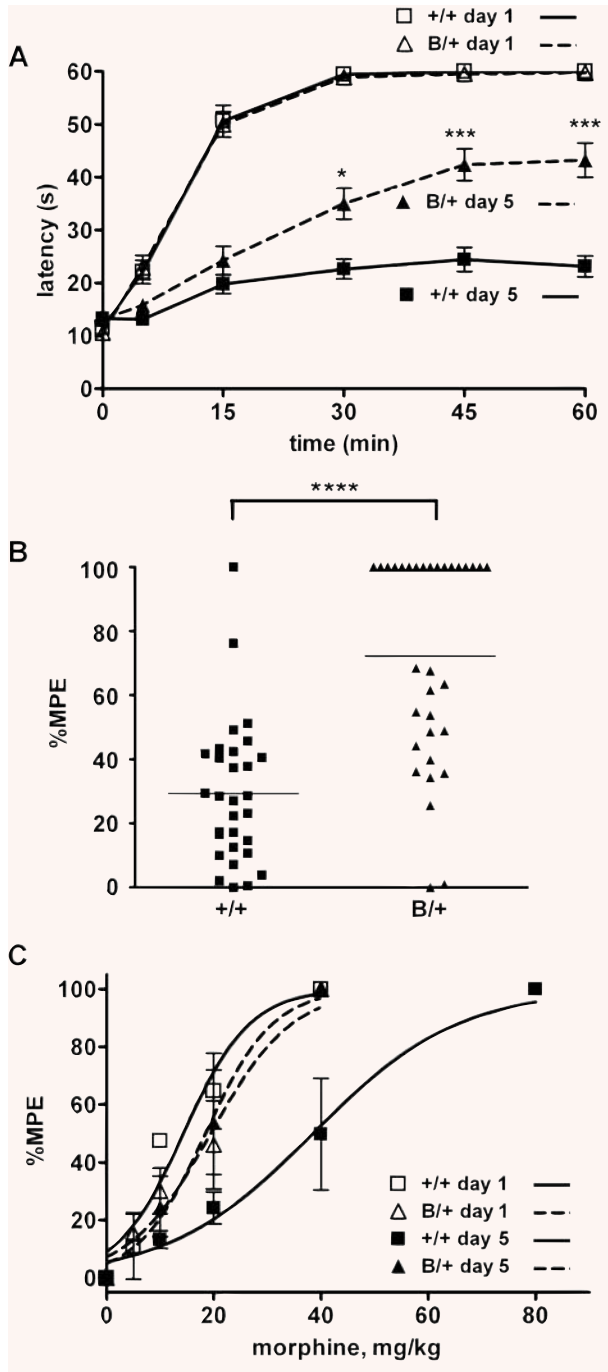 +/+ day 1
B/+ day 1
A
60
50
40
30
20
10
0
latency (s)
*
***
***
B/+ day 5
+/+ day 5
0 15 30 45 60
time (min)
****
B
100
80
60
40
20
0
%MPE
+/+ B/+
C
100
80
60
40
20
0
%MPE
+/+ day 1
B/+ day 1
+/+ day 5
B/+ day 5
0 20 40 60 80
morphine, mg/kg